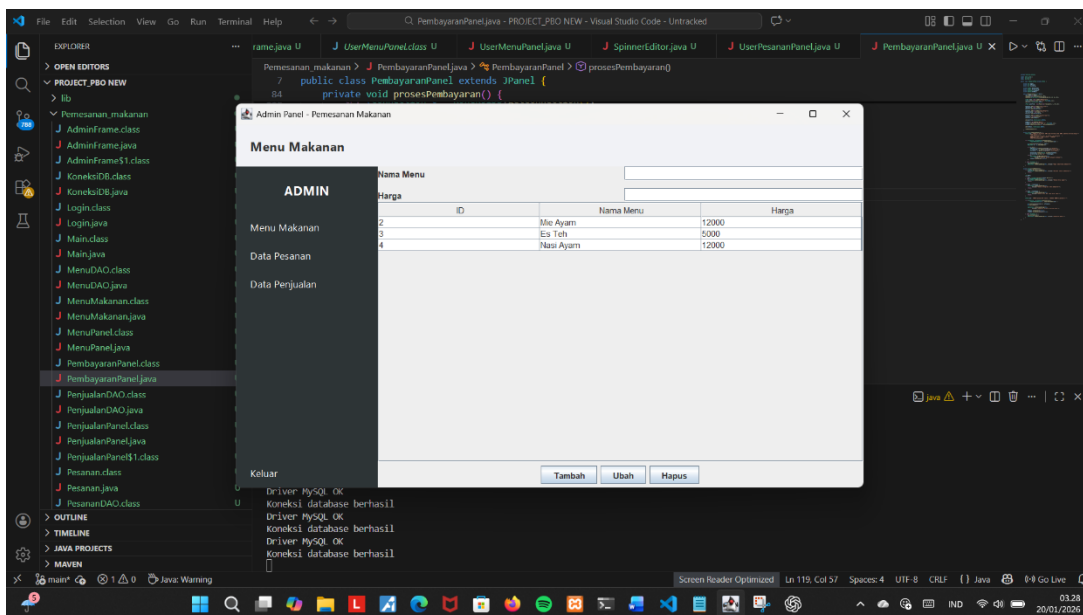 File Edit Selection View Go Run Terminal Help
PembayaranPanel.java - PROJECT_PBO NEW - Visual Studio Code - Untracked
EXPLORER
rame.java U
UserMenuPanel.class U
UserMenuPanel.java U
SpinnerEditor.java U
UserPesananPanel.java U
PembayaranPanel.java U
Pemesanan_makanan > PembayaranPanel.java > PembayaranPanel > prosesPembayaran()
7 public class PembayaranPanel extends JPanel {
84 private void prosesPembayaran() {
OPEN EDITORS
PROJECT_PBO NEW
lib
Pemesanan_makanan
AdminFrame.class
AdminFrame.java
AdminFrame$1.class
KoneksiDB.class
KoneksiDB.java
Login.class
Login.java
Main.class
Main.java
MenuDAO.class
MenuDAO.java
MenuMakanan.class
MenuMakanan.java
MenuPanel.class
MenuPanel.java
PembayaranPanel.class
PembayaranPanel.java
PenjualanDAO.class
PenjualanDAO.java
PenjualanPanel.class
PenjualanPanel.java
PenjualanPanel$1.class
Pesanan.class
Pesanan.java U
PesananDAO.class U
OUTLINE
TIMELINE
JAVA PROJECTS
MAVEN
Admin Panel - Pemesanan Makanan
Menu Makanan
ADMIN
Menu Makanan
Data Pesanan
Data Penjualan
Keluar
Nama Menu
Harga
ID Nama Menu Harga
2 Mie Ayam 12000
3 Es Teh 5000
4 Nasi Ayam 12000
Tambah Ubah Hapus
java
Driver MySQL OK
Koneksi database berhasil
Driver MySQL OK
Koneksi database berhasil
Driver MySQL OK
Koneksi database berhasil
main* 1 0 Java: Warning
Screen Reader Optimized Ln 119, Col 57 Spaces: 4 UTF-8 CRLF {} Java Go Live
IND
03.28
20/01/2326